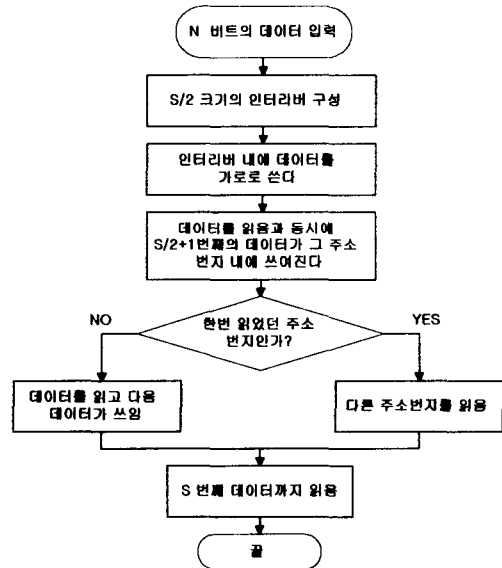 N 비트의 데이터 입력
S/2 크기의 인터리버 구성
인터리버 내에 데이터를
가로로 쓴다
데이터를 읽음과 동시에
S/2+1번째의 데이터가 그 주소
번지 내에 쓰여진다
한번 읽었던 주소
번지인가?
NO
YES
데이터를 읽고 다음
데이터가 쓰임
다른 주소번지를 읽음
S 번째 데이터까지 읽음
끝